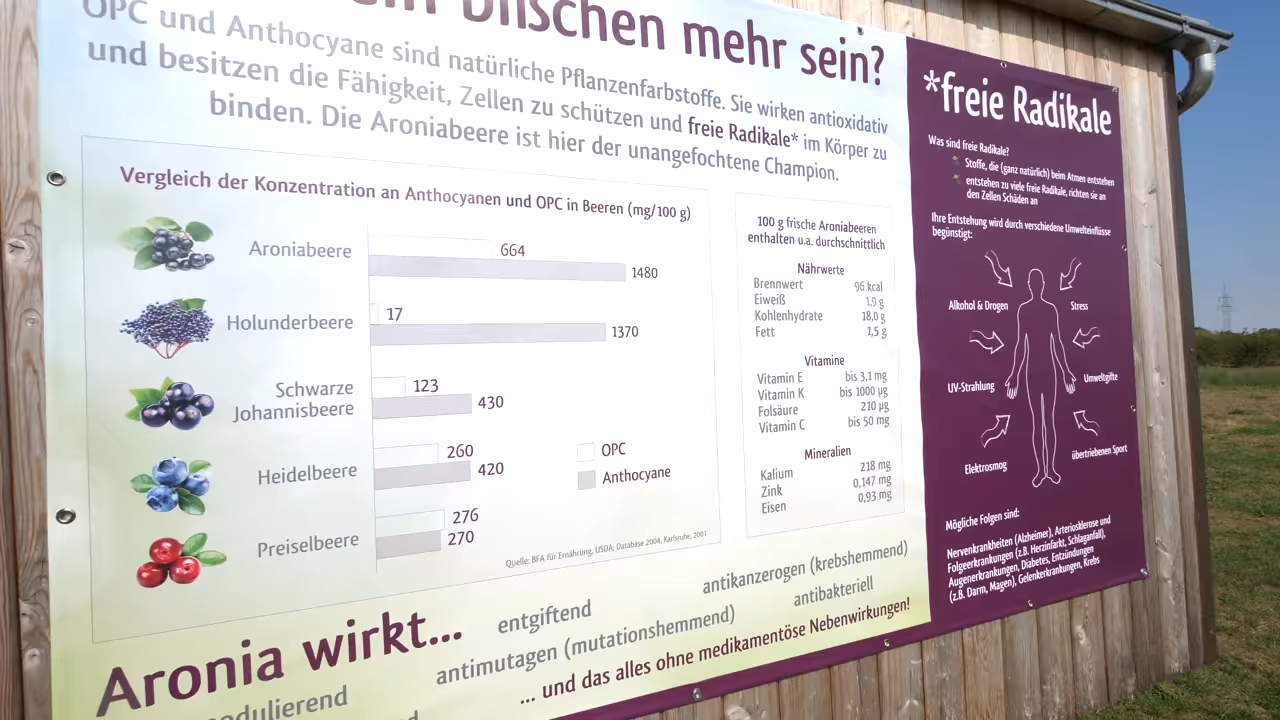 bisschen mehr sein?
OPC und Anthocyane sind natürliche Pflanzenfarbstoffe. Sie wirken antioxidativ
und besitzen die Fähigkeit, Zellen zu schützen und freie Radikale* im Körper zu
binden. Die Aroniabeere ist hier der unangefochtene Champion.
Vergleich der Konzentration an Anthocyanen und OPC in Beeren (mg/100 g)
Aroniabeere
664
1480
Holunderbeere
17
1370
Schwarze
Johannisbeere
123
430
Heidelbeere
260
420
Preiselbeere
276
270
OPC
Anthocyane
Quelle: BFA für Ernährung, USDA; Database 2004, Karlsruhe, 2001
100 g frische Aroniabeeren
enthalten u.a. durchschnittlich
Nährwerte
Brennwert 96 kcal
Eiweiß 1,9 g
Kohlenhydrate 18,0 g
Fett 1,5 g
Vitamine
Vitamin E bis 3,1 mg
Vitamin K bis 1000 µg
Folsäure 210 µg
Vitamin C bis 50 mg
Mineralien
Kalium 218 mg
Zink 0,147 mg
Eisen 0,93 mg
Aronia wirkt...
entgiftend
antikanzerogen (krebshemmend)
antimutagen (mutationshemmend)
antibakteriell
... und das alles ohne medikamentöse Nebenwirkungen!
*freie Radikale
Was sind freie Radikale?
Stoffe, die (ganz natürlich) beim Atmen entstehen
entstehen zu viele freie Radikale, richten sie an
den Zellen Schäden an
Ihre Entstehung wird durch verschiedene Umwelteinflüsse
begünstigt:
Alkohol & Drogen
Stress
UV-Strahlung
Umweltgifte
Elektrosmog
übertriebenen Sport
Mögliche Folgen sind:
Nervenkrankheiten (Alzheimer), Arteriosklerose und
Folgeerkrankungen (z.B. Herzinfarkt, Schlaganfall),
Augenerkrankungen, Diabetes, Entzündungen
(z.B. Darm, Magen), Gelenkerkrankungen, Krebs